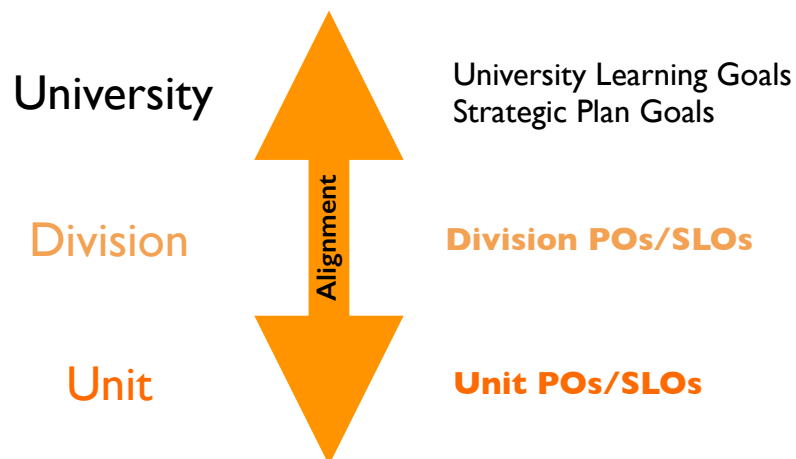 University
University Learning Goals
Strategic Plan Goals
Alignment
Division
Division POs/SLOs
Unit
Unit POs/SLOs